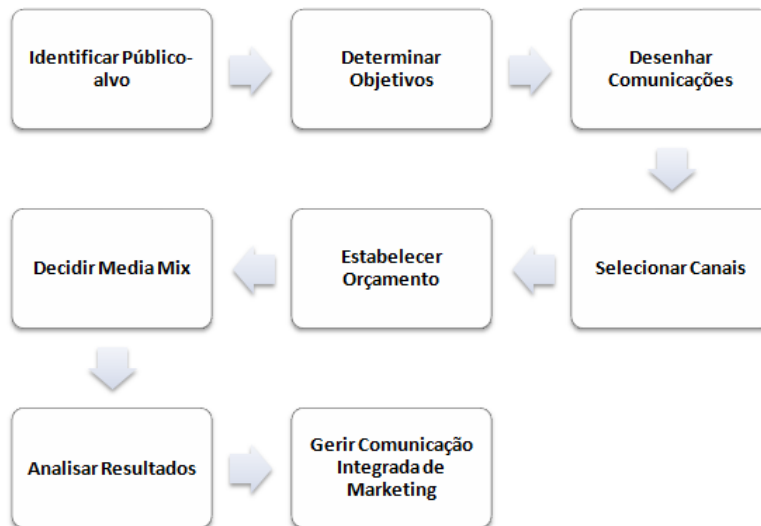 Identificar Público-
alvo
Determinar
Objetivos
Desenhar
Comunicações
Selecionar Canais
Estabelecer
Orçamento
Decidir Media Mix
Analisar Resultados
Gerir Comunicação
Integrada de
Marketing